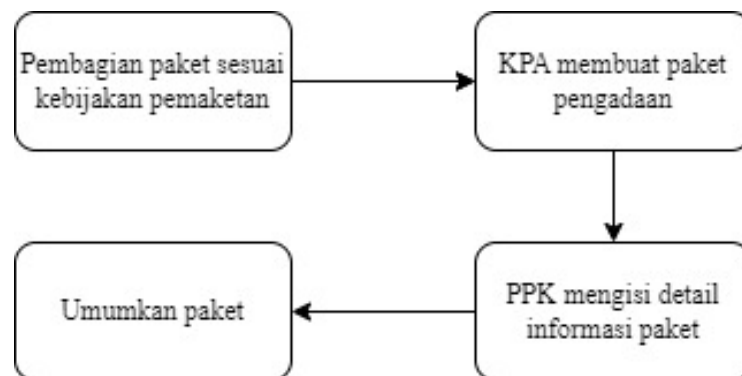 Pembagian paket sesuai
kebijakan pemaketan
KPA membuat paket
pengadaan
PPK mengisi detail
informasi paket
Umumkan paket